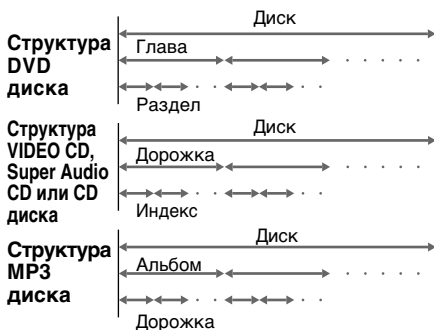 Структура
DVD
диска
Диск
Глава
Раздел
Структура
VIDEO CD,
Super Audio
CD или CD
диска
Диск
Дорожка
Индекс
Структура
MP3
диска
Диск
Альбом
Дорожка